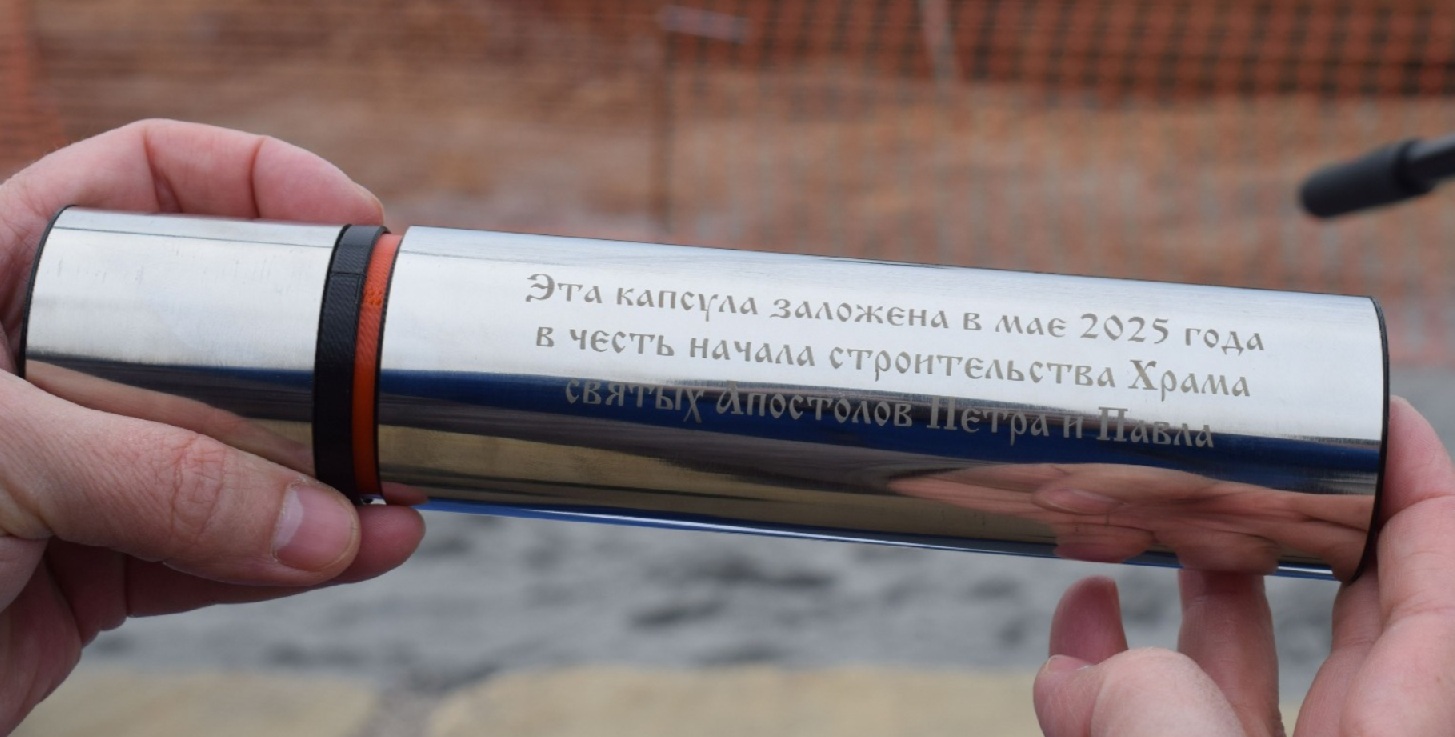 Эта капсула заложена в мае 2025 года
в честь начала строительства Храма
святых Апостолов Петра и Павла